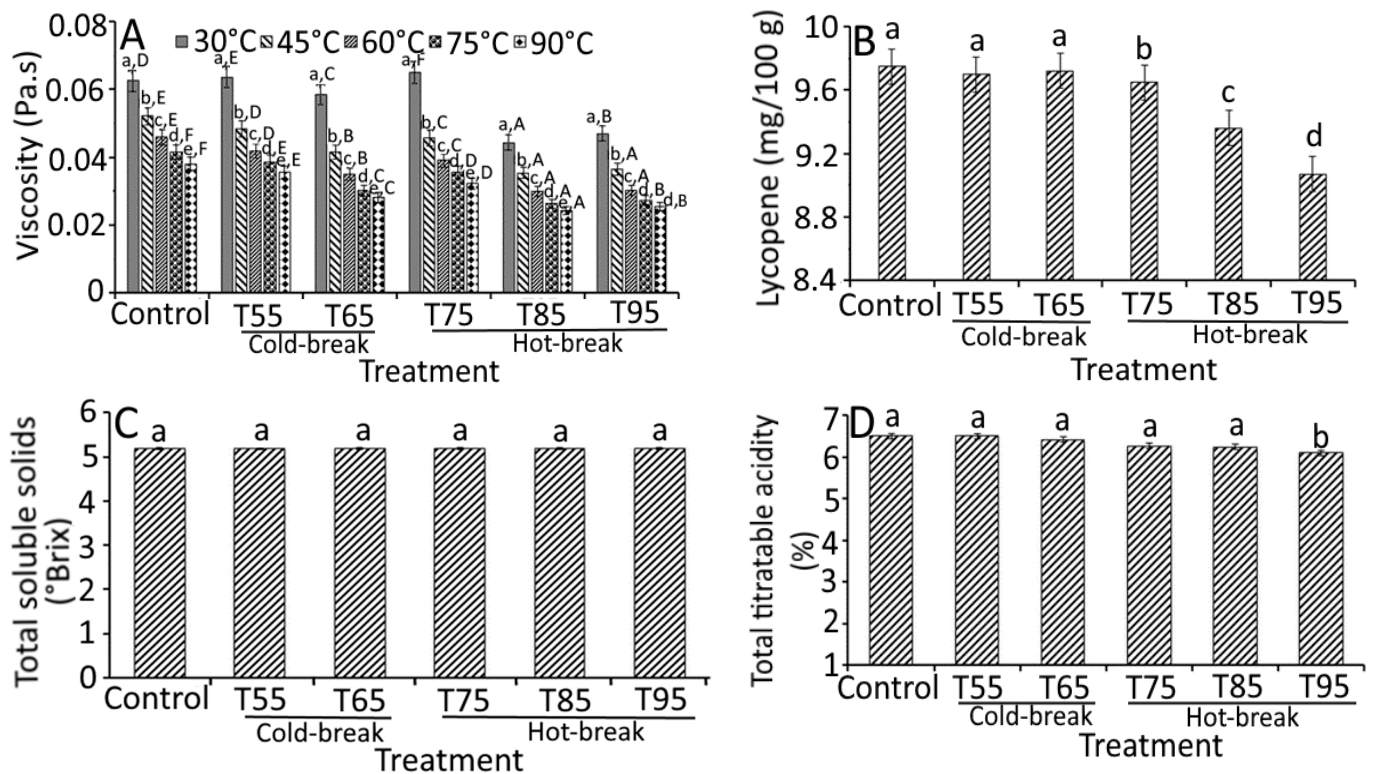 A
30°C 45°C 60°C 75°C 90°C
Viscosity (Pa.s)
0.08
0.06
0.04
0.02
0
a,D
b,E
c,E
d,F
e,F
a,E
b,D
c,D
d,E
e,E
a,C
b,B
c,B
d,C
e,C
a,F
b,C
c,C
d,D
e,D
a,A
b,A
c,A
d,A
e,A
a,B
b,A
c,A
d,B
d,B
Control T55 T65 T75 T85 T95
Cold-break Hot-break
Treatment
B
Lycopene (mg/100 g)
10
9.6
9.2
8.8
8.4
a a a b c d
Control T55 T65 T75 T85 T95
Cold-break Hot-break
Treatment
C
Total soluble solids
(°Brix)
6
5
4
3
2
1
0
a a a a a a
Control T55 T65 T75 T85 T95
Cold-break Hot-break
Treatment
D
Total titratable acidity
(%)
7
6
5
4
3
2
1
a a a a a b
Control T55 T65 T75 T85 T95
Cold-break Hot-break
Treatment